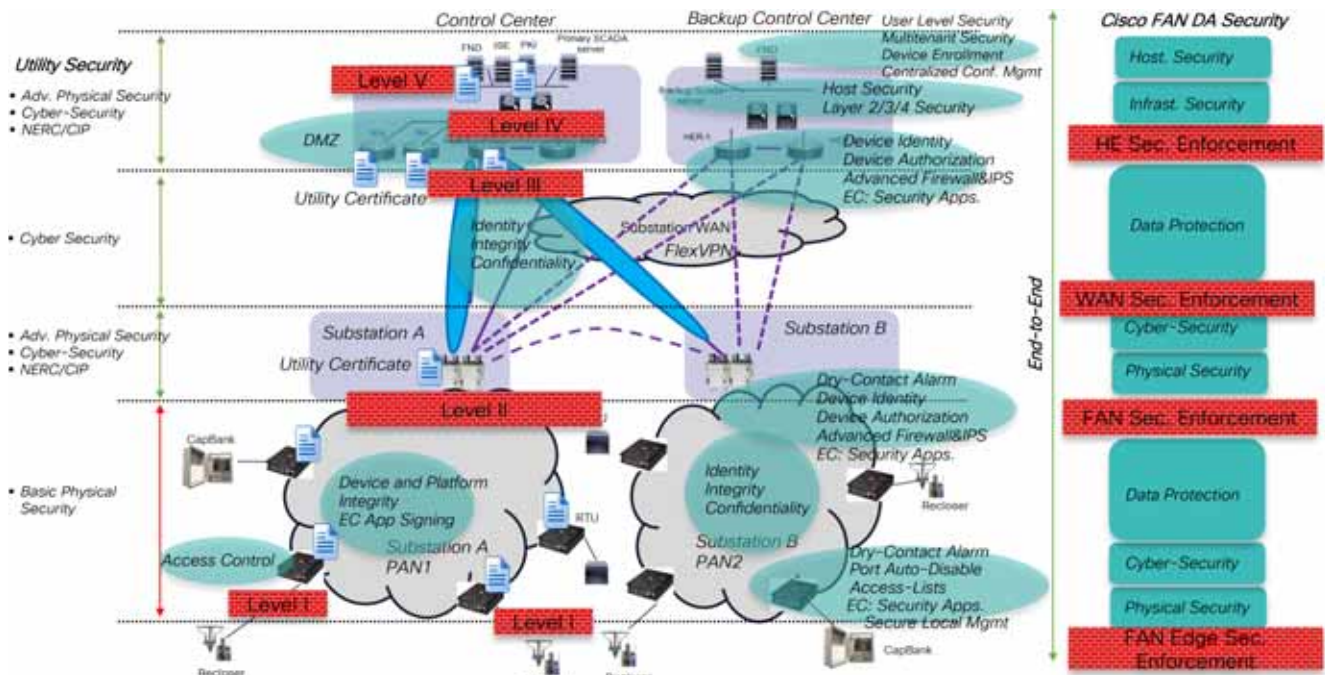 Control Center
Backup Control Center
Cisco FAN DA Security
Utility Security
• Adv. Physical Security
• Cyber-Security
• NERC/CIP
FND
ISE
PKI
Primary SCADA
server
Level V
Level IV
DMZ
FND
User Level Security
Multitenant Security
Device Enrollment
Centralized Conf. Mgmt
Backup SCADA
server
Host Security
Layer 2/3/4 Security
HER-1
Device Identity
Device Authorization
Advanced Firewall&IPS
EC: Security Apps.
Level III
Utility Certificate
• Cyber Security
Identity
Integrity
Confidentiality
Substation WAN
FlexVPN
• Adv. Physical Security
• Cyber-Security
• NERC/CIP
Substation A
Utility Certificate
Substation B
Level II
Dry-Contact Alarm
Device Identity
Device Authorization
Advanced Firewall&IPS
EC: Security Apps.
• Basic Physical
Security
CapBank
Device and Platform
Integrity
EC App Signing
Identity
Integrity
Confidentiality
Recloser
RTU
Access Control
Substation A
PAN1
Substation B
PAN2
Dry-Contact Alarm
Port Auto-Disable
Access-Lists
EC: Security Apps.
Secure Local Mgmt
Level I
Level I
CapBank
Recloser
End-to-End
Host. Security
Infrast. Security
HE Sec. Enforcement
Data Protection
WAN Sec. Enforcement
Cyber-Security
Physical Security
FAN Sec. Enforcement
Data Protection
Cyber-Security
Physical Security
FAN Edge Sec.
Enforcement